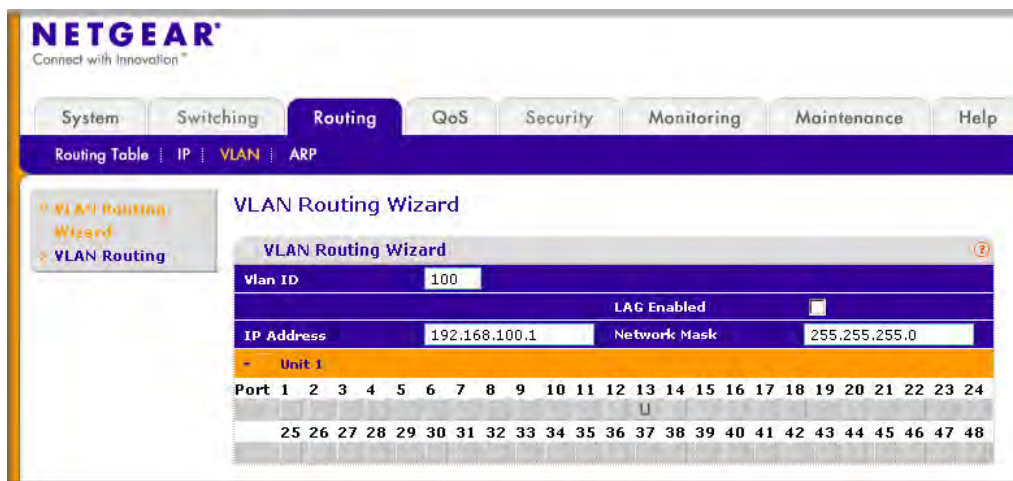 NETGEAR®
Connect with Innovation™
System Switching Routing QoS Security Monitoring Maintenance Help
Routing Table IP VLAN ARP
VLAN Routing Wizard
VLAN Routing
VLAN Routing Wizard
VLAN Routing Wizard ?
Vlan ID 100
LAG Enabled
IP Address 192.168.100.1 Network Mask 255.255.255.0
- Unit 1
Port 1 2 3 4 5 6 7 8 9 10 11 12 13 14 15 16 17 18 19 20 21 22 23 24
U
25 26 27 28 29 30 31 32 33 34 35 36 37 38 39 40 41 42 43 44 45 46 47 48